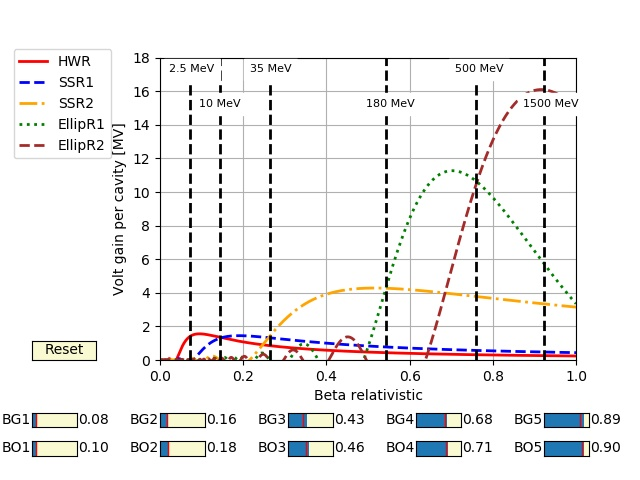 HWR
SSR1
SSR2
EllipR1
EllipR2
Volt gain per cavity [MV]
18
16
14
12
10
8
6
4
2
0
2.5 MeV
35 MeV
500 MeV
10 MeV
180 MeV
1500 MeV
0.0 0.2 0.4 0.6 0.8 1.0
Beta relativistic
Reset
BG1 0.08 BG2 0.16 BG3 0.43 BG4 0.68 BG5 0.89
BO1 0.10 BO2 0.18 BO3 0.46 BO4 0.71 BO5 0.90